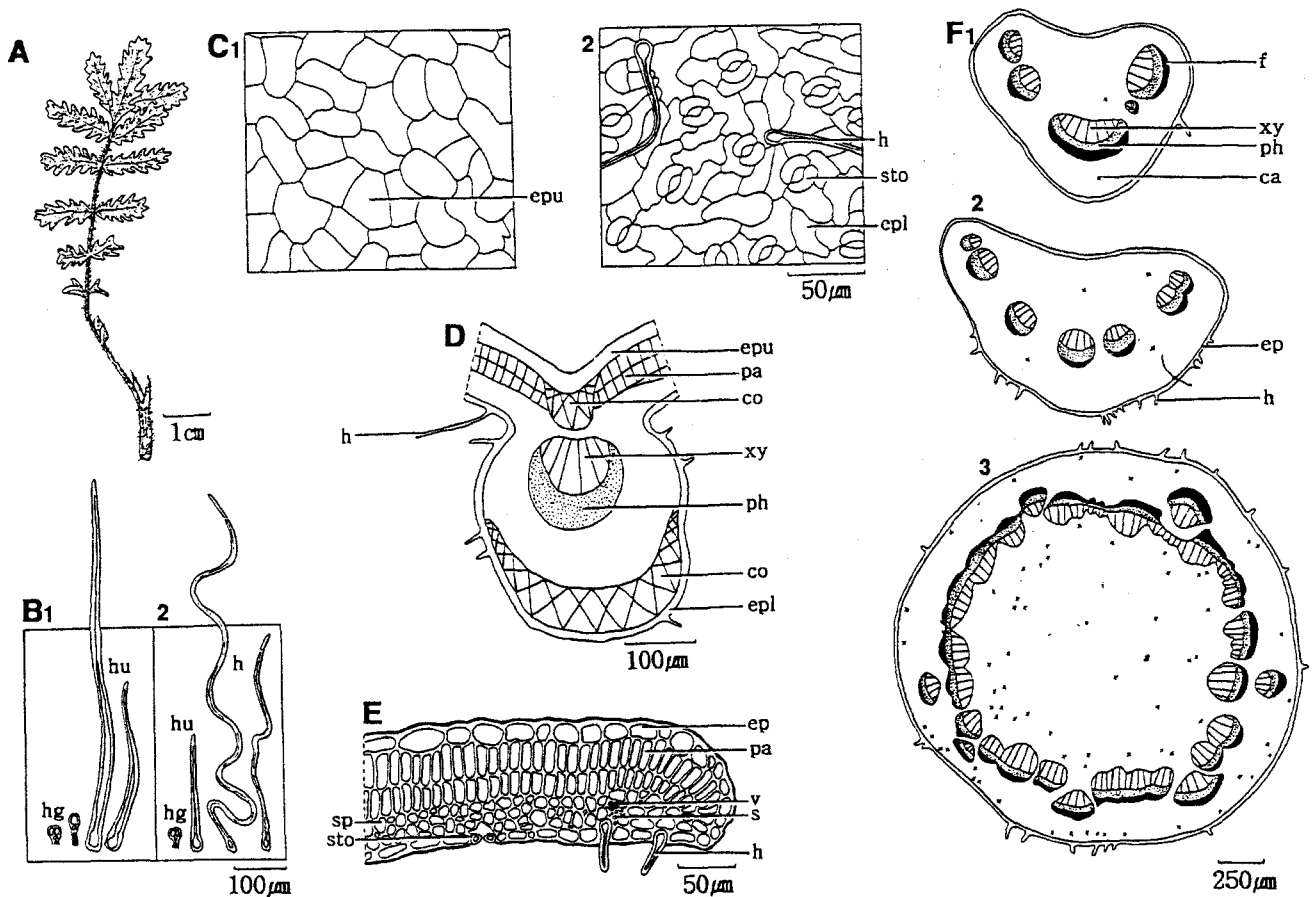 A
1cm
B1
2
hu
hg
hu
h
hg
100μm
C1
epu
2
h
sto
epl
50μm
D
epu
pa
co
h
xy
ph
co
epl
100μm
E
ep
pa
v
s
sp
sto
h
50μm
F1
f
xy
ph
ca
2
ep
h
3
250μm